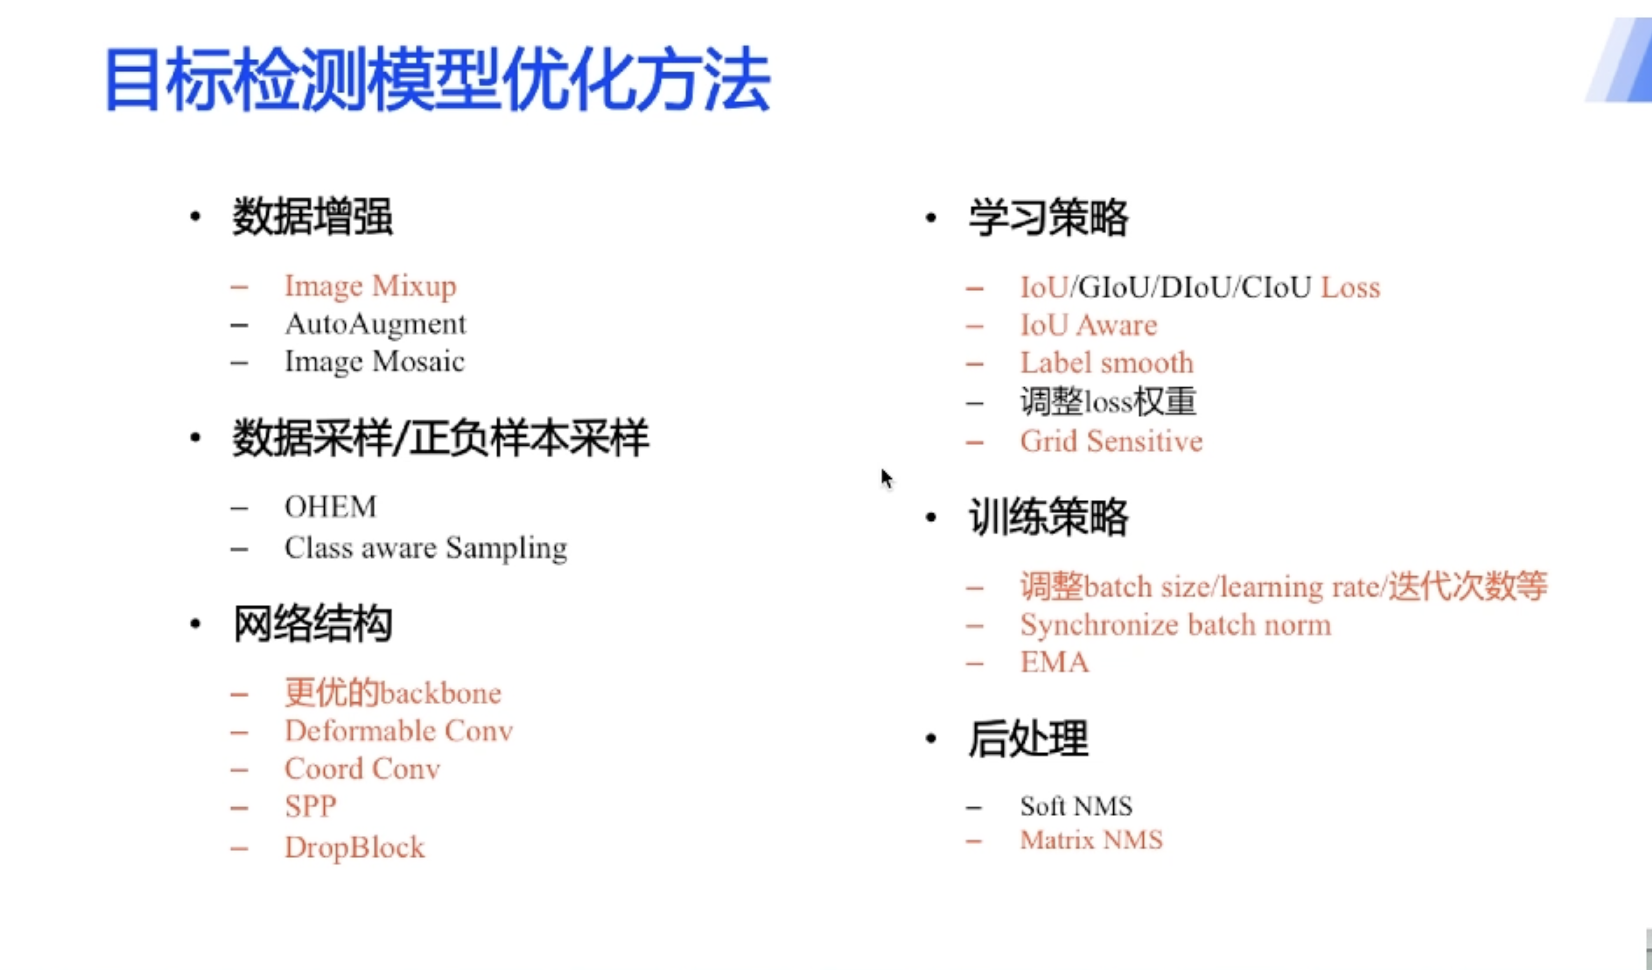 目标检测模型优化方法
• 数据增强
– Image Mixup
– AutoAugment
– Image Mosaic
• 数据采样/正负样本采样
– OHEM
– Class aware Sampling
• 网络结构
– 更优的backbone
– Deformable Conv
– Coord Conv
– SPP
– DropBlock
• 学习策略
– IoU/GIoU/DIoU/CIoU Loss
– IoU Aware
– Label smooth
– 调整loss权重
– Grid Sensitive
• 训练策略
– 调整batch size/learning rate/迭代次数等
– Synchronize batch norm
– EMA
• 后处理
– Soft NMS
– Matrix NMS